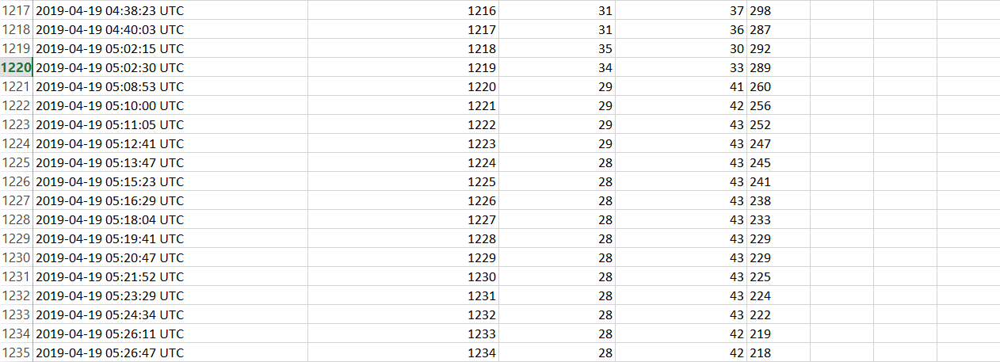 1217 2019-04-19 04:38:23 UTC 1216 31 37 298
1218 2019-04-19 04:40:03 UTC 1217 31 36 287
1219 2019-04-19 05:02:15 UTC 1218 35 30 292
1220 2019-04-19 05:02:30 UTC 1219 34 33 289
1221 2019-04-19 05:08:53 UTC 1220 29 41 260
1222 2019-04-19 05:10:00 UTC 1221 29 42 256
1223 2019-04-19 05:11:05 UTC 1222 29 43 252
1224 2019-04-19 05:12:41 UTC 1223 29 43 247
1225 2019-04-19 05:13:47 UTC 1224 28 43 245
1226 2019-04-19 05:15:23 UTC 1225 28 43 241
1227 2019-04-19 05:16:29 UTC 1226 28 43 238
1228 2019-04-19 05:18:04 UTC 1227 28 43 233
1229 2019-04-19 05:19:41 UTC 1228 28 43 229
1230 2019-04-19 05:20:47 UTC 1229 28 43 229
1231 2019-04-19 05:21:52 UTC 1230 28 43 225
1232 2019-04-19 05:23:29 UTC 1231 28 43 224
1233 2019-04-19 05:24:34 UTC 1232 28 43 222
1234 2019-04-19 05:26:11 UTC 1233 28 42 219
1235 2019-04-19 05:26:47 UTC 1234 28 42 218